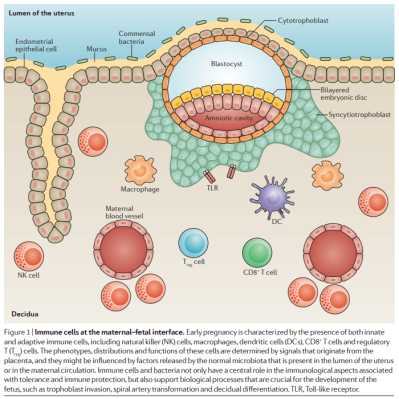 Lumen of the uterus
Cytotrophoblast
Commensal
bacteria
Endometrial
epithelial cell
Mucus
Blastocyst
Bilayered
embryonic disc
Amniotic cavity
Syncytiotrophoblast
Macrophage
TLR
DC
Maternal
blood vessel
Treg cell
CD8+ T cell
NK cell
Decidua
Figure 1 | Immune cells at the maternal–fetal interface. Early pregnancy is characterized by the presence of both innate
and adaptive immune cells, including natural killer (NK) cells, macrophages, dendritic cells (DCs), CD8+ T cells and regulatory
T (Treg) cells. The phenotypes, distributions and functions of these cells are determined by signals that originate from the
placenta, and they might be influenced by factors released by the normal microbiota that is present in the lumen of the uterus
or in the maternal circulation. Immune cells and bacteria not only have a central role in the immunological aspects associated
with tolerance and immune protection, but also support biological processes that are crucial for the development of the
fetus, such as trophoblast invasion, spiral artery transformation and decidual differentiation. TLR, Toll-like receptor.